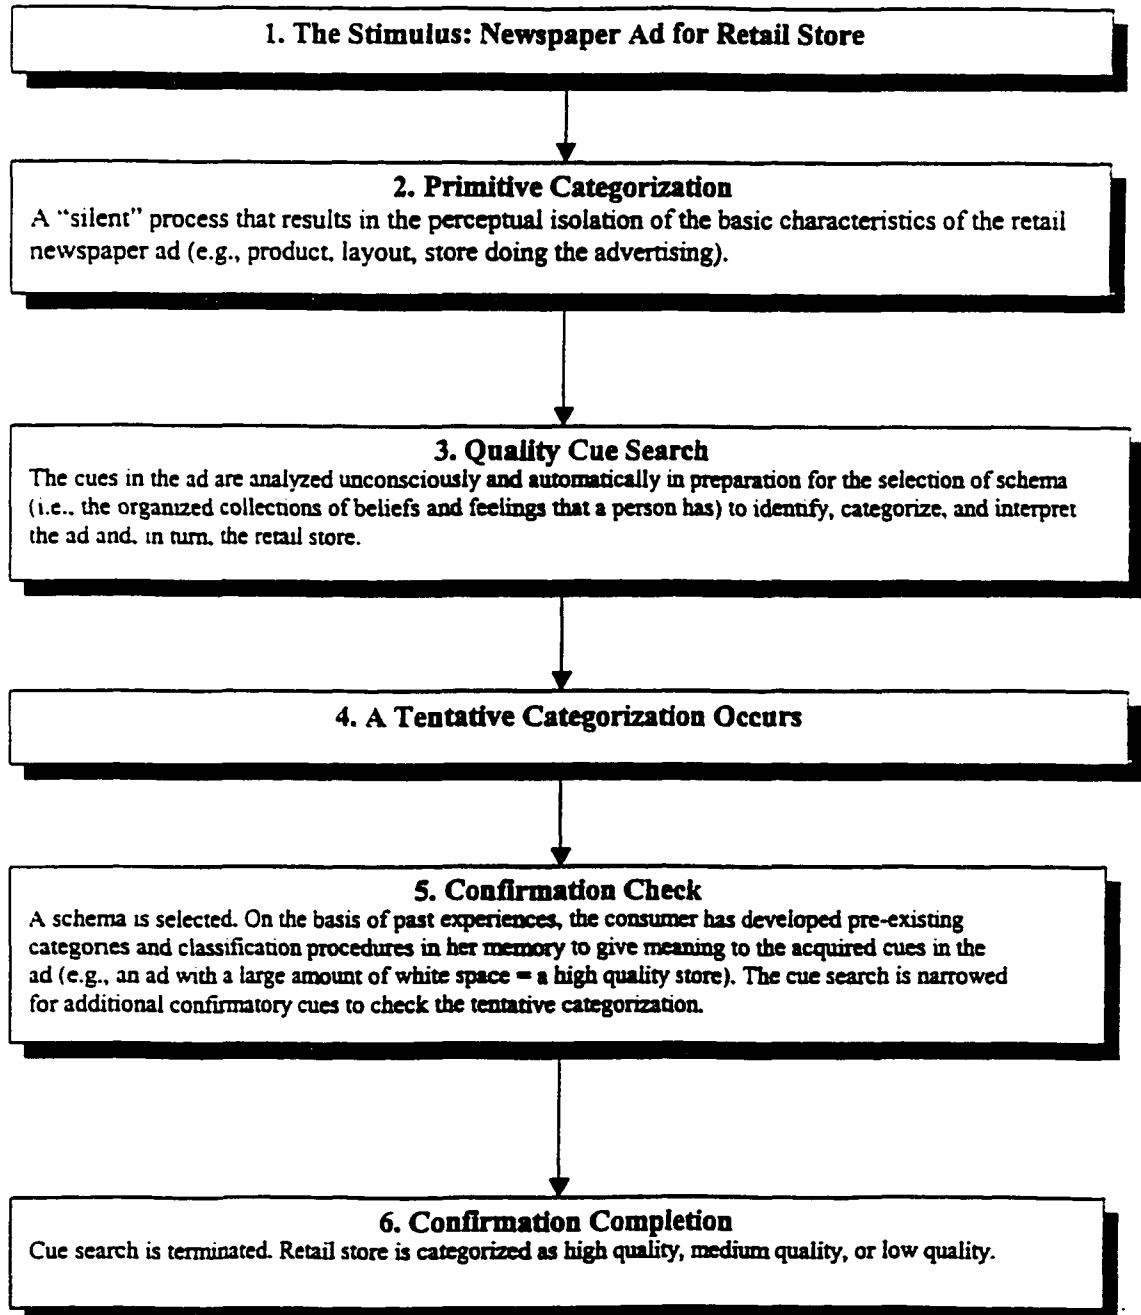 1. The Stimulus: Newspaper Ad for Retail Store
2. Primitive Categorization
A “silent” process that results in the perceptual isolation of the basic characteristics of the retail
newspaper ad (e.g., product, layout, store doing the advertising).
3. Quality Cue Search
The cues in the ad are analyzed unconsciously and automatically in preparation for the selection of schema
(i.e., the organized collections of beliefs and feelings that a person has) to identify, categorize, and interpret
the ad and, in turn, the retail store.
4. A Tentative Categorization Occurs
5. Confirmation Check
A schema is selected. On the basis of past experiences, the consumer has developed pre-existing
categories and classification procedures in her memory to give meaning to the acquired cues in the
ad (e.g., an ad with a large amount of white space = a high quality store). The cue search is narrowed
for additional confirmatory cues to check the tentative categorization.
6. Confirmation Completion
Cue search is terminated. Retail store is categorized as high quality, medium quality, or low quality.